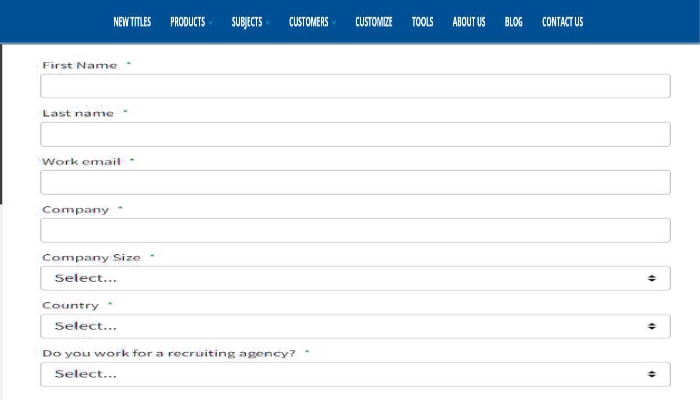 NEW TITLES PRODUCTS SUBJECTS CUSTOMERS CUSTOMIZE TOOLS ABOUT US BLOG CONTACT US
First Name *
Last name *
Work email *
Company *
Company Size *
Select...
Country *
Select...
Do you work for a recruiting agency? *
Select...